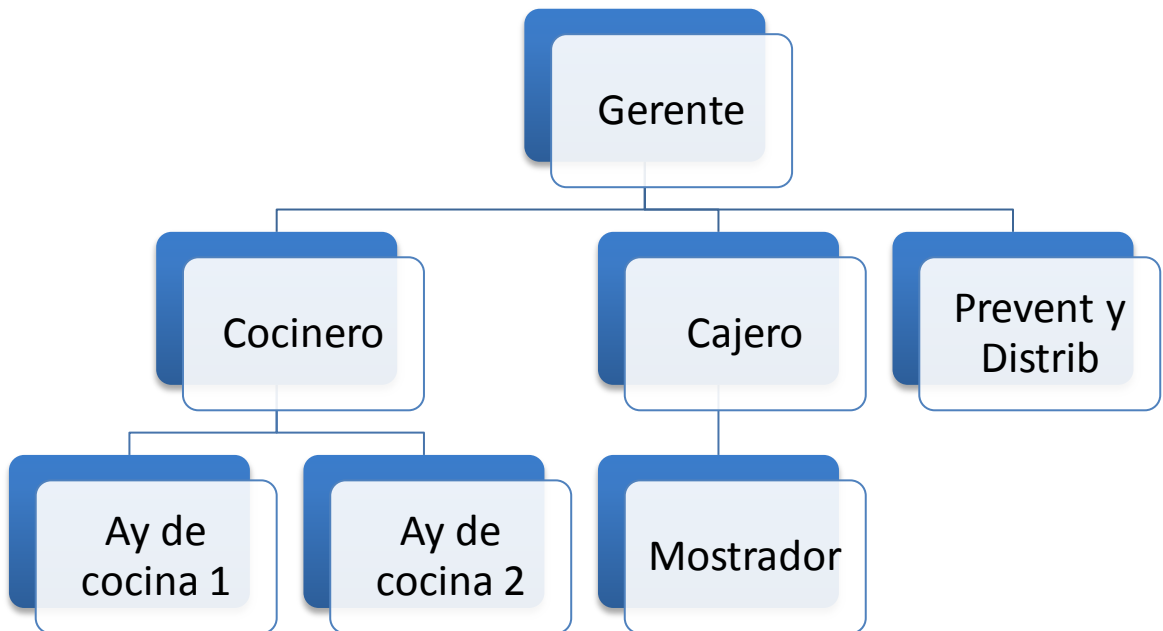 Gerente
Cocinero
Cajero
Prevent y
Distrib
Ay de
cocina 1
Ay de
cocina 2
Mostrador